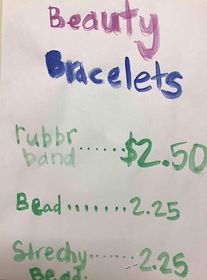 Beauty
Bracelets
rubbr
band ...... $2.50
Bead ....... 2.25
Strechy ...... 2.25
Bead.